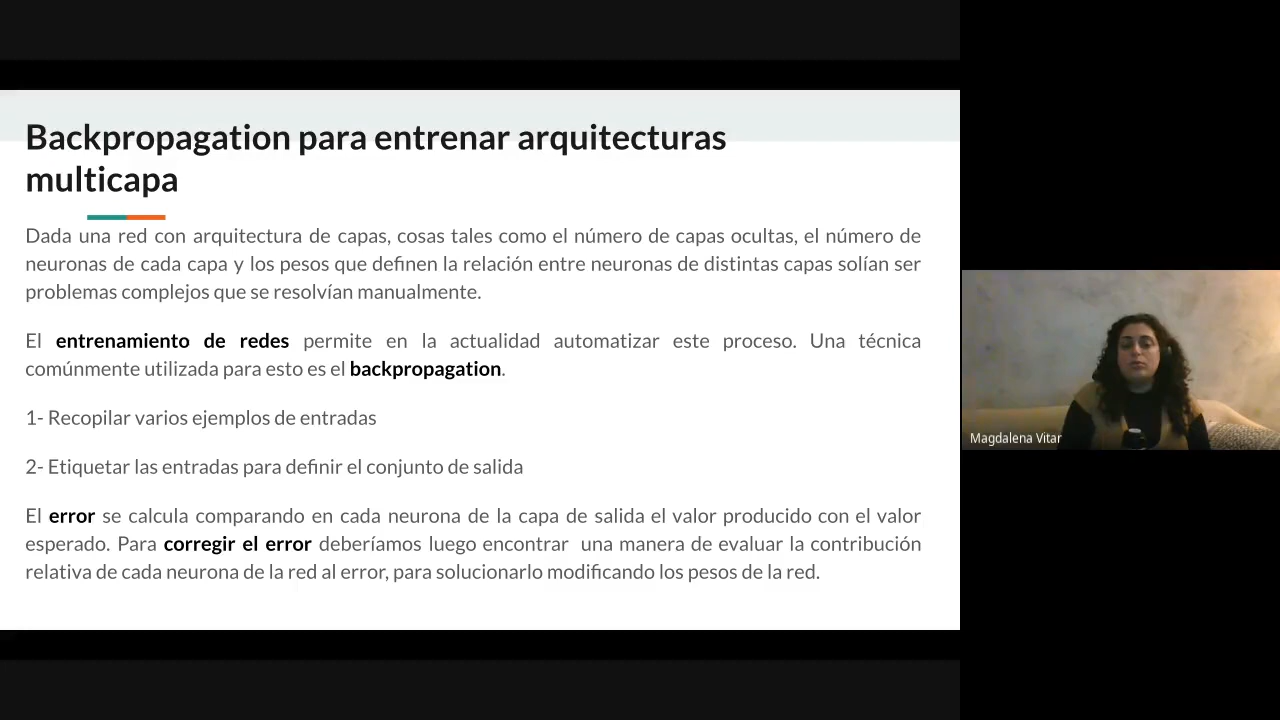 Backpropagation para entrenar arquitecturas
multicapa
Dada una red con arquitectura de capas, cosas tales como el número de capas ocultas, el número de
neuronas de cada capa y los pesos que definen la relación entre neuronas de distintas capas solían ser
problemas complejos que se resolvían manualmente.
El entrenamiento de redes permite en la actualidad automatizar este proceso. Una técnica
comúnmente utilizada para esto es el backpropagation.
1- Recopilar varios ejemplos de entradas
2- Etiquetar las entradas para definir el conjunto de salida
El error se calcula comparando en cada neurona de la capa de salida el valor producido con el valor
esperado. Para corregir el error deberíamos luego encontrar una manera de evaluar la contribución
relativa de cada neurona de la red al error, para solucionarlo modificando los pesos de la red.
Magdalena Vitar